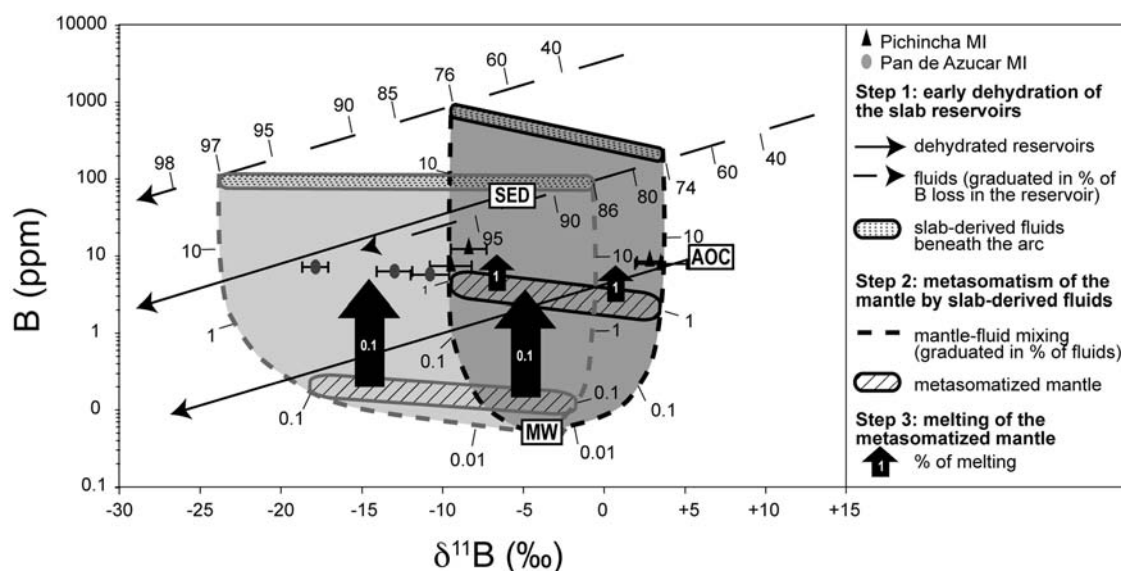 10000
1000
100
10
1
0
0.1
B (ppm)
-30
-25
-20
-15
-10
-5
0
+5
+10
+15
δ¹¹B (‰)
98
97
95
90
85
76
60
40
10
SED
90
86
80
74
60
40
95
10
10
10
AOC
1
1
1
1
1
1
1
0.1
0.1
0.1
0.1
0.1
0.1
0.01
MW
0.01
Pichincha MI
Pan de Azucar MI
Step 1: early dehydration of
the slab reservoirs
dehydrated reservoirs
fluids (graduated in % of
B loss in the reservoir)
slab-derived fluids
beneath the arc
Step 2: metasomatism of the
mantle by slab-derived fluids
mantle-fluid mixing
(graduated in % of fluids)
metasomatized mantle
Step 3: melting of the
metasomatized mantle
1
% of melting